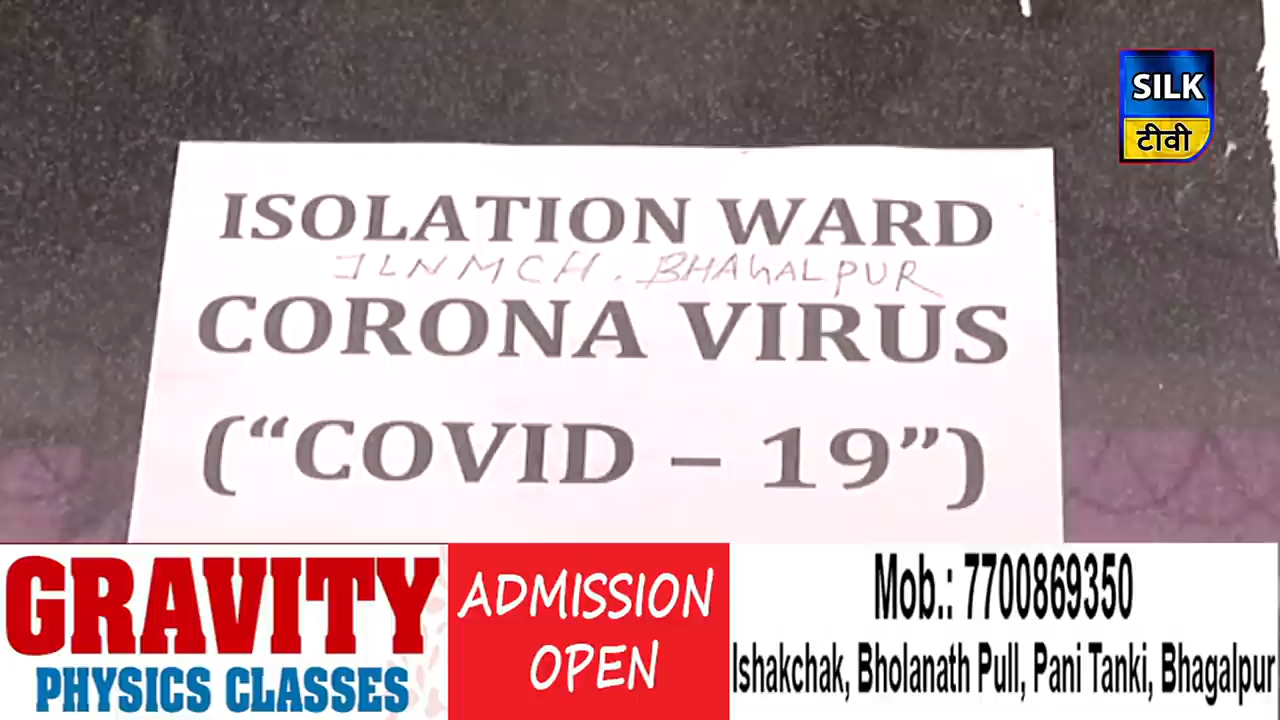 SILK
टीवी
ISOLATION WARD
JLNMCH. BHAGALPUR
CORONA VIRUS
(“COVID – 19”)
GRAVITY
PHYSICS CLASSES
ADMISSION
OPEN
Mob.: 7700869350
Ishakchak, Bholanath Pull, Pani Tanki, Bhagalpur